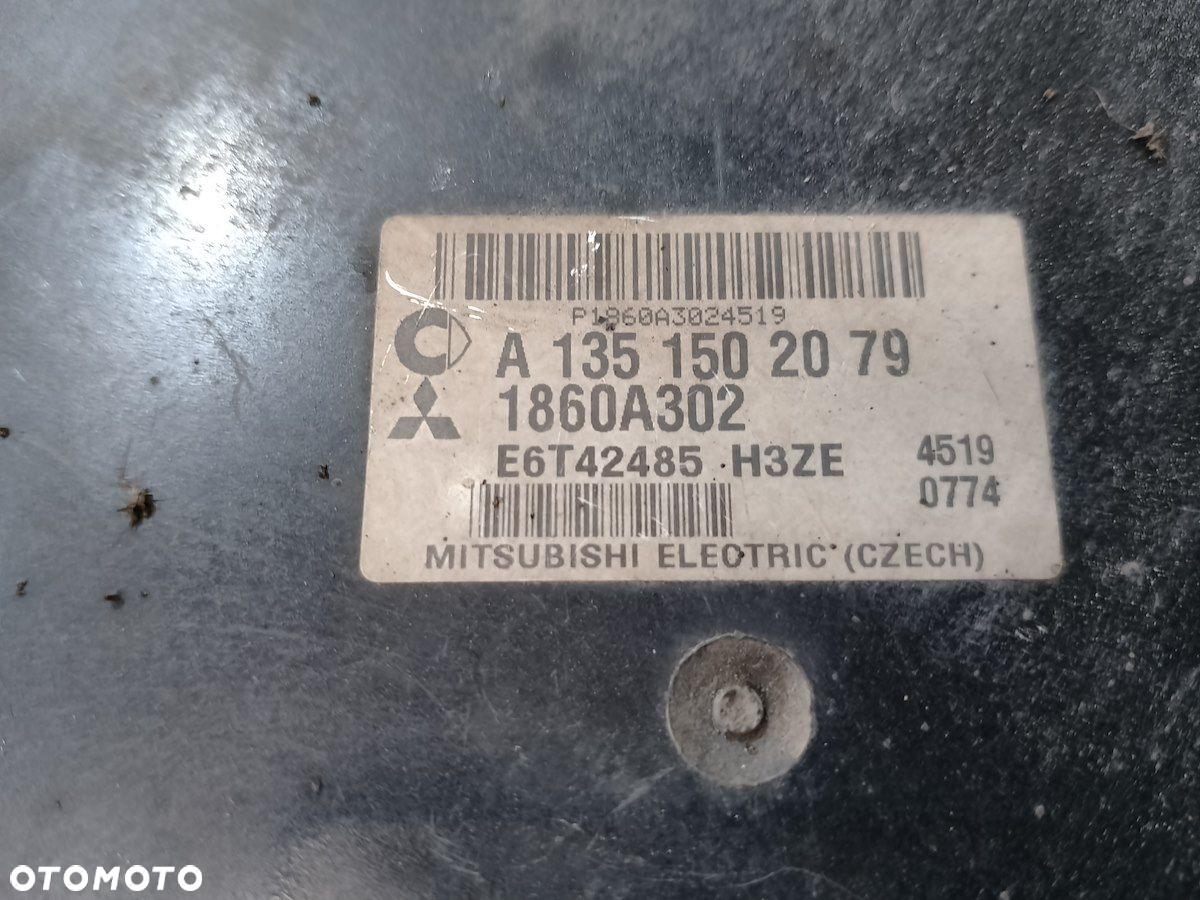 P1860A3024519
A 135 150 20 79
1860A302
E6T42485 H3ZE 4519
0774
MITSUBISHI ELECTRIC (CZECH)
OTOMOTO